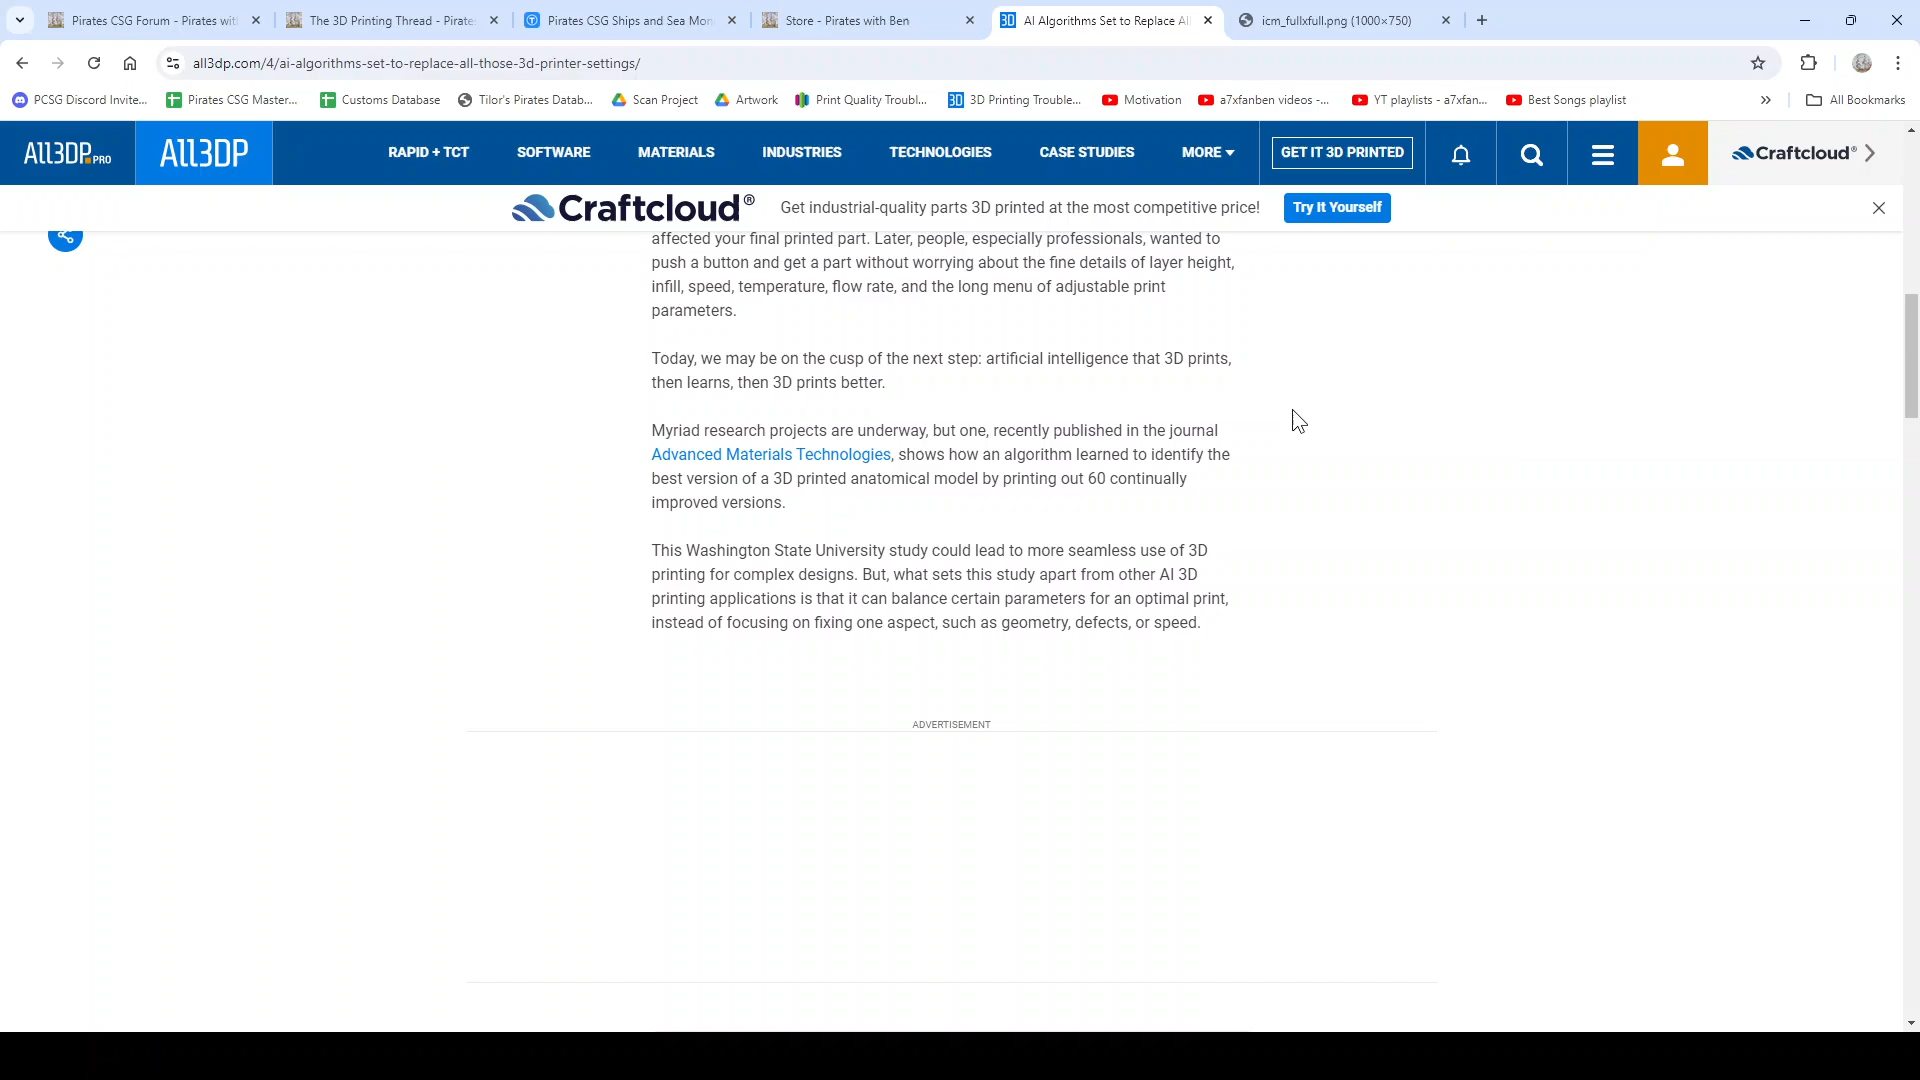 Pirates CSG Forum - Pirates wit
The 3D Printing Thread - Pirate
Pirates CSG Ships and Sea Mon
Store - Pirates with Ben
3D
AI Algorithms Set to Replace Al
icm_fullxfull.png (1000×750)
all3dp.com/4/ai-algorithms-set-to-replace-all-those-3d-printer-settings/
PCSG Discord Invite...
Pirates CSG Master...
Customs Database
Tilor's Pirates Datab...
Scan Project
Artwork
Print Quality Troubl...
3D
3D Printing Trouble...
Motivation
a7xfanben videos -...
YT playlists - a7xfan...
Best Songs playlist
All Bookmarks
ALL3DP.PRO
ALL3DP
RAPID + TCT
SOFTWARE
MATERIALS
INDUSTRIES
TECHNOLOGIES
CASE STUDIES
MORE
GET IT 3D PRINTED
Craftcloud®
Craftcloud®
Get industrial-quality parts 3D printed at the most competitive price!
Try It Yourself
affected your final printed part. Later, people, especially professionals, wanted to
push a button and get a part without worrying about the fine details of layer height,
infill, speed, temperature, flow rate, and the long menu of adjustable print
parameters.
Today, we may be on the cusp of the next step: artificial intelligence that 3D prints,
then learns, then 3D prints better.
Myriad research projects are underway, but one, recently published in the journal
Advanced Materials Technologies, shows how an algorithm learned to identify the
best version of a 3D printed anatomical model by printing out 60 continually
improved versions.
This Washington State University study could lead to more seamless use of 3D
printing for complex designs. But, what sets this study apart from other AI 3D
printing applications is that it can balance certain parameters for an optimal print,
instead of focusing on fixing one aspect, such as geometry, defects, or speed.
ADVERTISEMENT